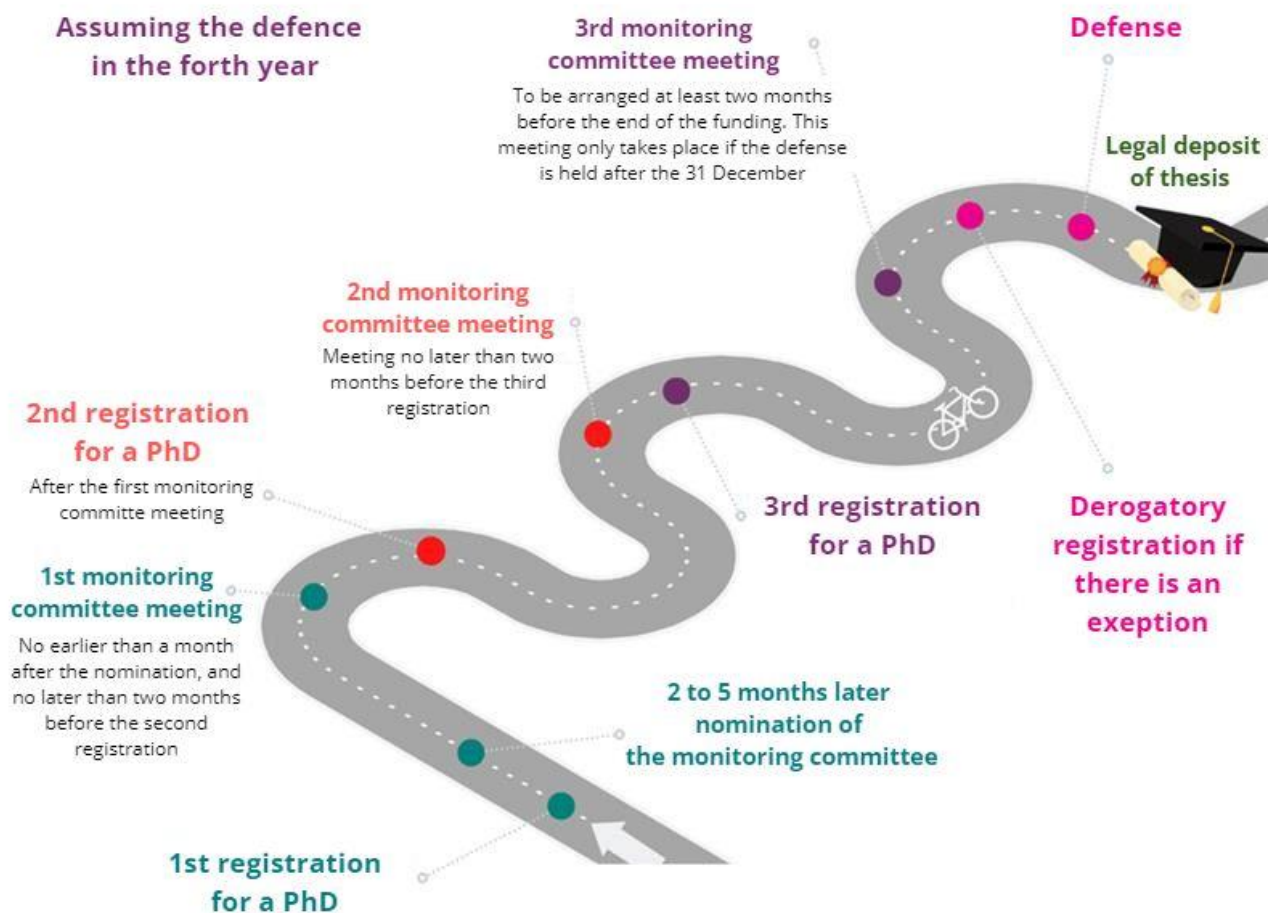 Assuming the defence
in the forth year
3rd monitoring
committee meeting
To be arranged at least two months
before the end of the funding. This
meeting only takes place if the defense
is held after the 31 December
Defense
Legal deposit
of thesis
2nd monitoring
committee meeting
Meeting no later than two
months before the third
registration
2nd registration
for a PhD
After the first monitoring
committe meeting
3rd registration
for a PhD
Derogatory
registration if
there is an
exeption
1st monitoring
committee meeting
No earlier than a month
after the nomination, and
no later than two months
before the second
registration
2 to 5 months later
nomination of
the monitoring committee
1st registration
for a PhD